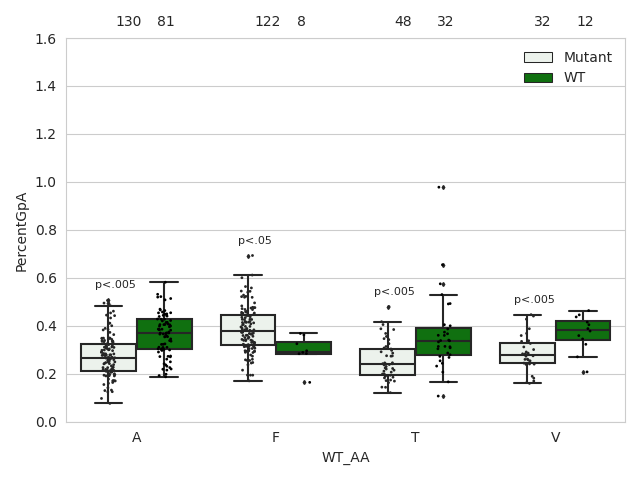 130 81 122 8 48 32 32 12
1.6
Mutant
WT
1.4
1.2
1.0
0.8
p<.05
0.6
p<.005
p<.005
p<.005
0.4
0.2
0.0
PercentGpA
A F T V
WT_AA